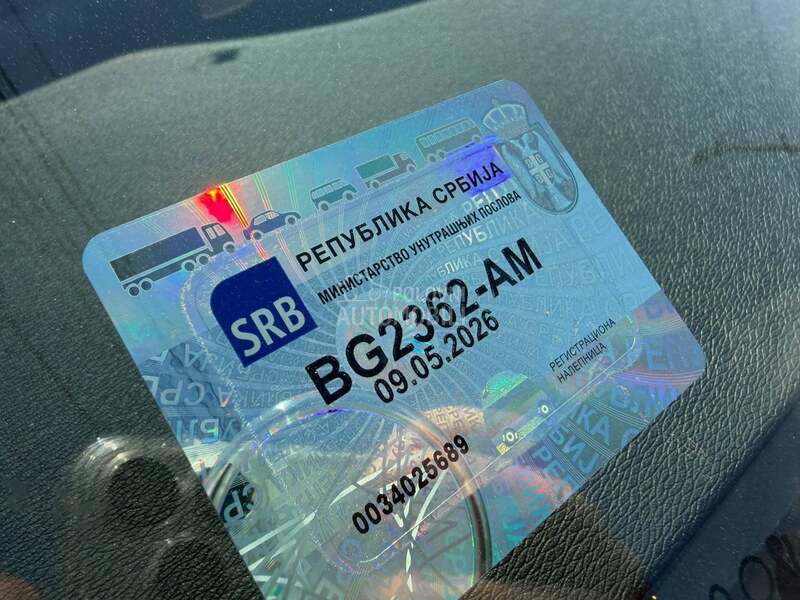 РЕПУБЛИКА СРБИЈА
МИНИСТАРСТВО УНУТРАШЊИХ ПОСЛОВА
SRB
BG2362-AM
09.05.2026
РЕГИСТРАЦИОНА
НАЛЕПНИЦА
0034025689